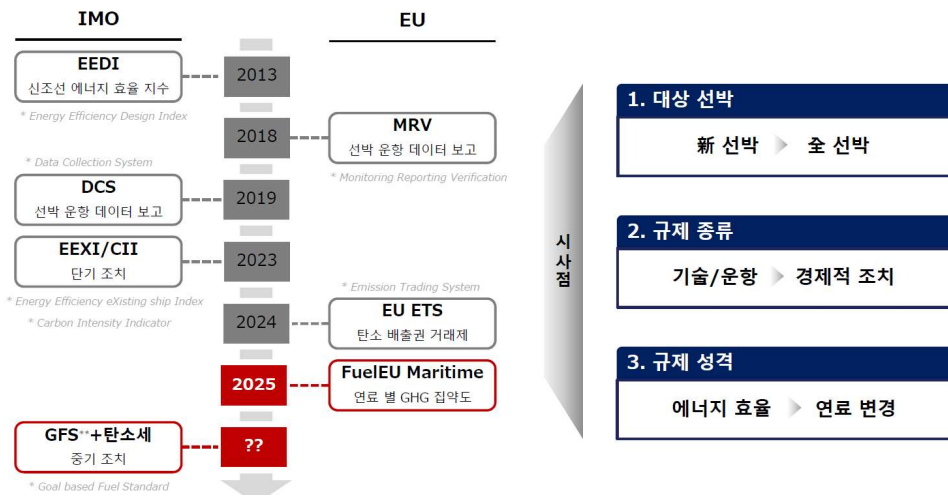 IMO
EU
EEDI
신조선 에너지 효율 지수
* Energy Efficiency Design Index
2013
2018
MRV
선박 운항 데이터 보고
* Monitoring Reporting Verification
* Data Collection System
DCS
선박 운항 데이터 보고
2019
EEXI/CII
단기 조치
* Energy Efficiency eXisting ship Index
* Carbon Intensity Indicator
2023
2024
* Emission Trading System
EU ETS
탄소 배출권 거래제
2025
FuelEU Maritime
연료 별 GHG 집약도
GFS**+탄소세
중기 조치
* Goal based Fuel Standard
??
시사점
1. 대상 선박
新 선박 全 선박
2. 규제 종류
기술/운항 경제적 조치
3. 규제 성격
에너지 효율 연료 변경